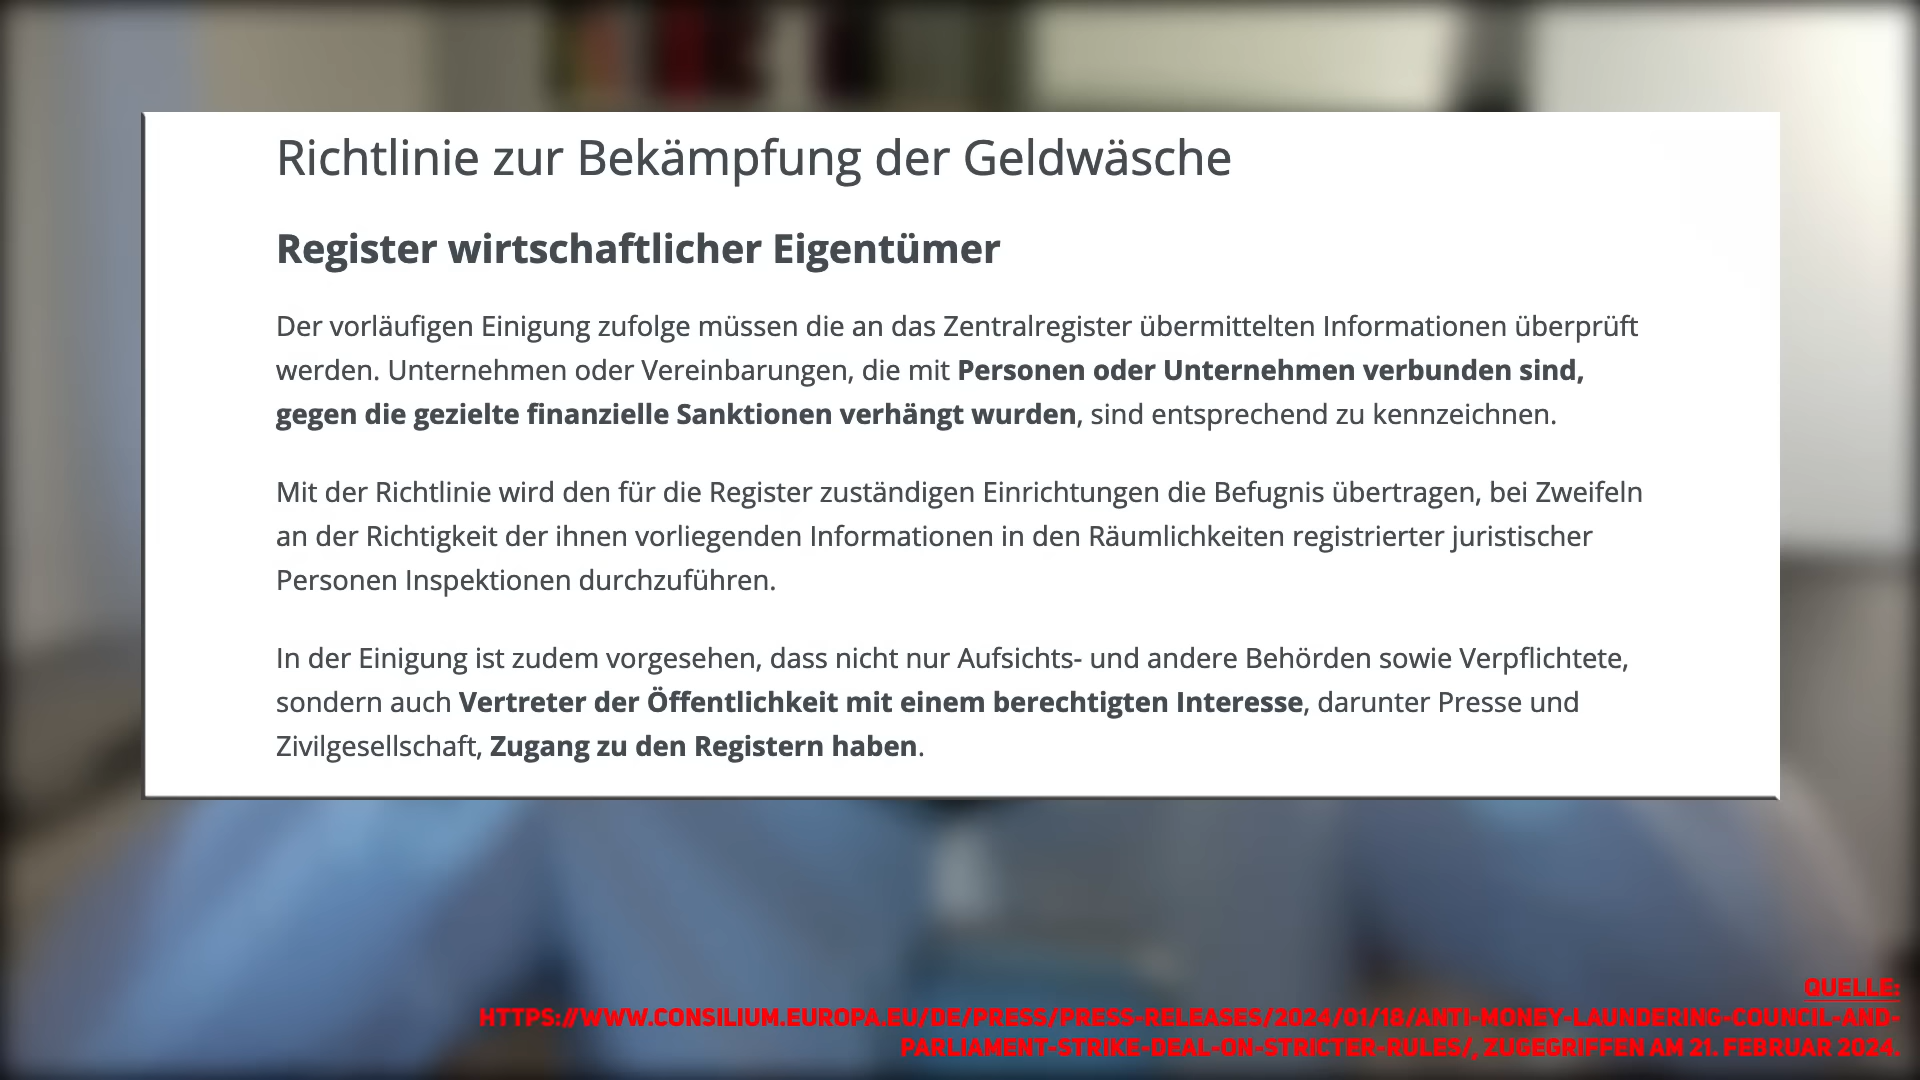 Richtlinie zur Bekämpfung der Geldwäsche
Register wirtschaftlicher Eigentümer
Der vorläufigen Einigung zufolge müssen die an das Zentralregister übermittelten Informationen überprüft
werden. Unternehmen oder Vereinbarungen, die mit Personen oder Unternehmen verbunden sind,
gegen die gezielte finanzielle Sanktionen verhängt wurden, sind entsprechend zu kennzeichnen.
Mit der Richtlinie wird den für die Register zuständigen Einrichtungen die Befugnis übertragen, bei Zweifeln
an der Richtigkeit der ihnen vorliegenden Informationen in den Räumlichkeiten registrierter juristischer
Personen Inspektionen durchzuführen.
In der Einigung ist zudem vorgesehen, dass nicht nur Aufsichts- und andere Behörden sowie Verpflichtete,
sondern auch Vertreter der Öffentlichkeit mit einem berechtigten Interesse, darunter Presse und
Zivilgesellschaft, Zugang zu den Registern haben.
QUELLE:
HTTPS://WWW.CONSILIUM.EUROPA.EU/DE/PRESS/PRESS-RELEASES/2024/01/18/ANTI-MONEY-LAUNDERING-COUNCIL-AND-
PARLIAMENT-STRIKE-DEAL-ON-STRICTER-RULES/, ZUGEGRIFFEN AM 21. FEBRUAR 2024.